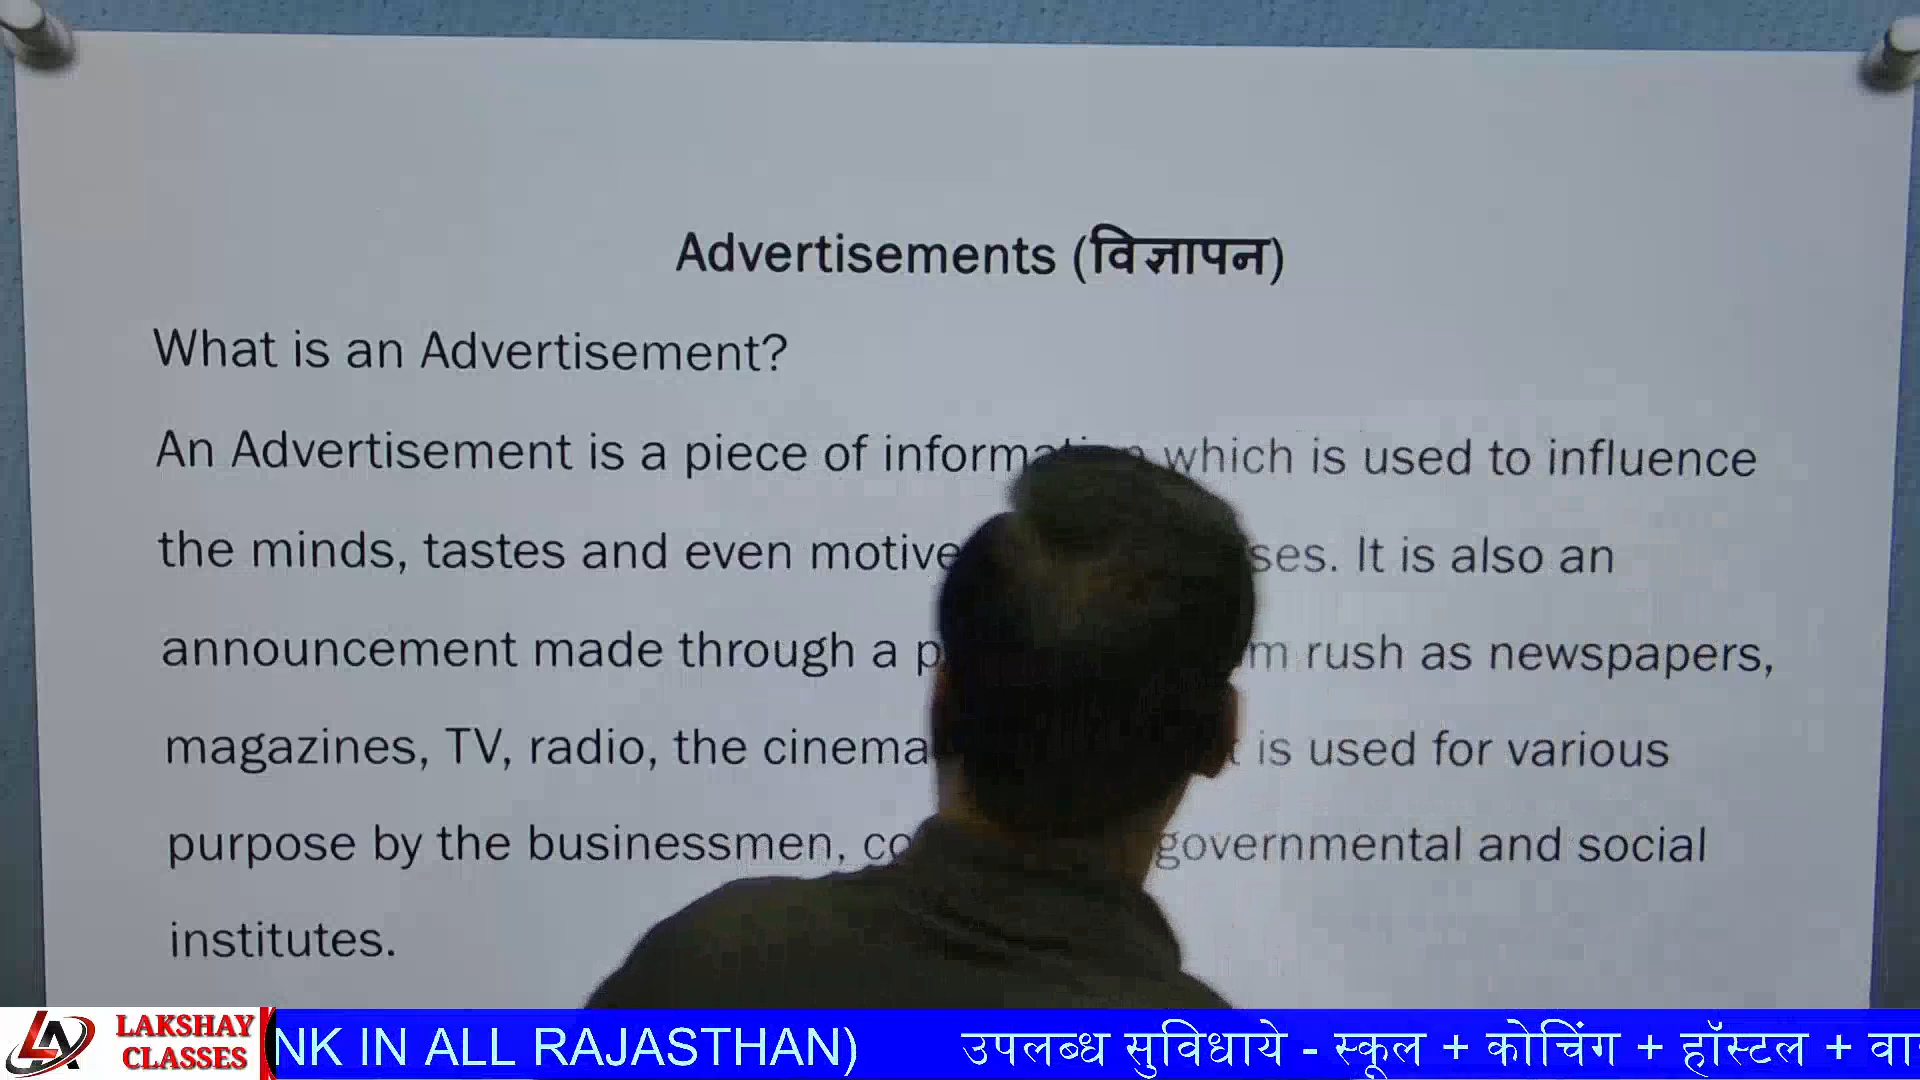 Advertisements (विज्ञापन)
What is an Advertisement?
An Advertisement is a piece of information which is used to influence
the minds, tastes and even motive ses. It is also an
announcement made through a p m rush as newspapers,
magazines, TV, radio, the cinema is used for various
purpose by the businessmen, co governmental and social
institutes.
LAKSHAY
CLASSES
NK IN ALL RAJASTHAN) उपलब्ध सुविधाये - स्कूल + कोचिंग + हॉस्टल + वा